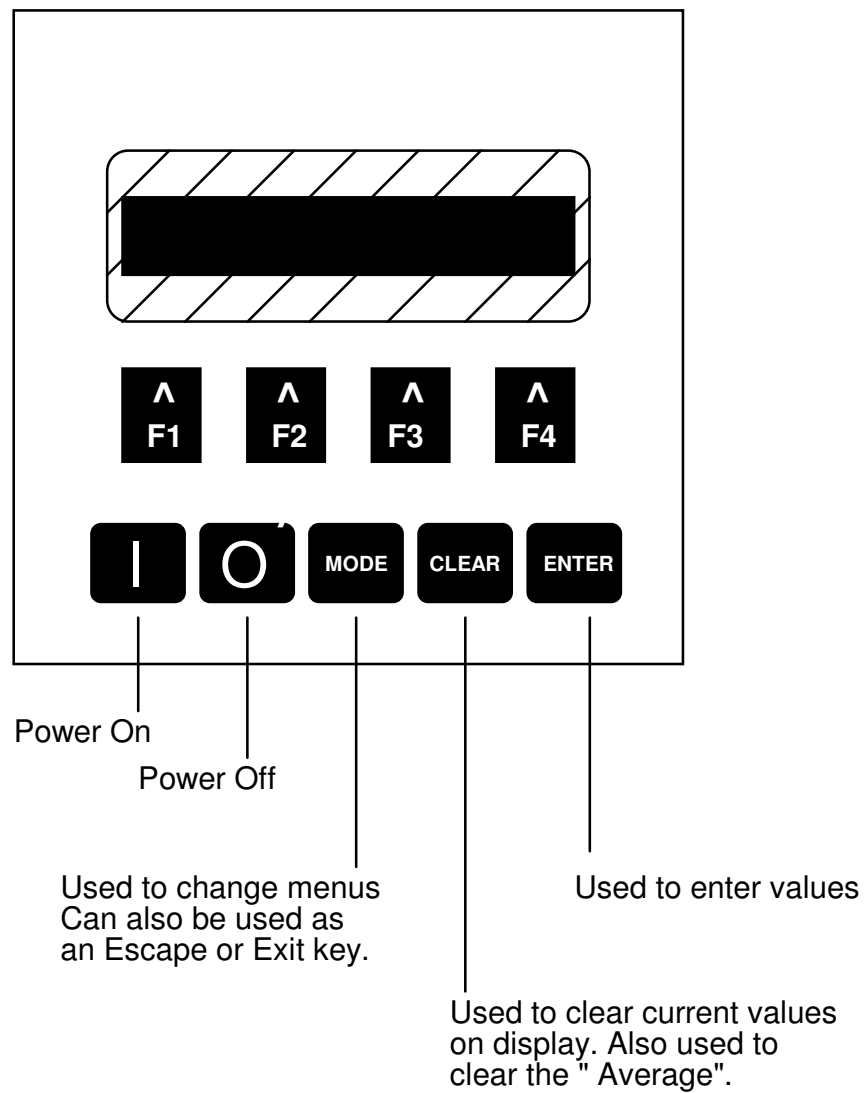 ^ ^ ^ ^
F1 F2 F3 F4
I O MODE CLEAR ENTER
Power On
Power Off
Used to change menus
Can also be used as
an Escape or Exit key.
Used to enter values
Used to clear current values
on display. Also used to
clear the " Average".